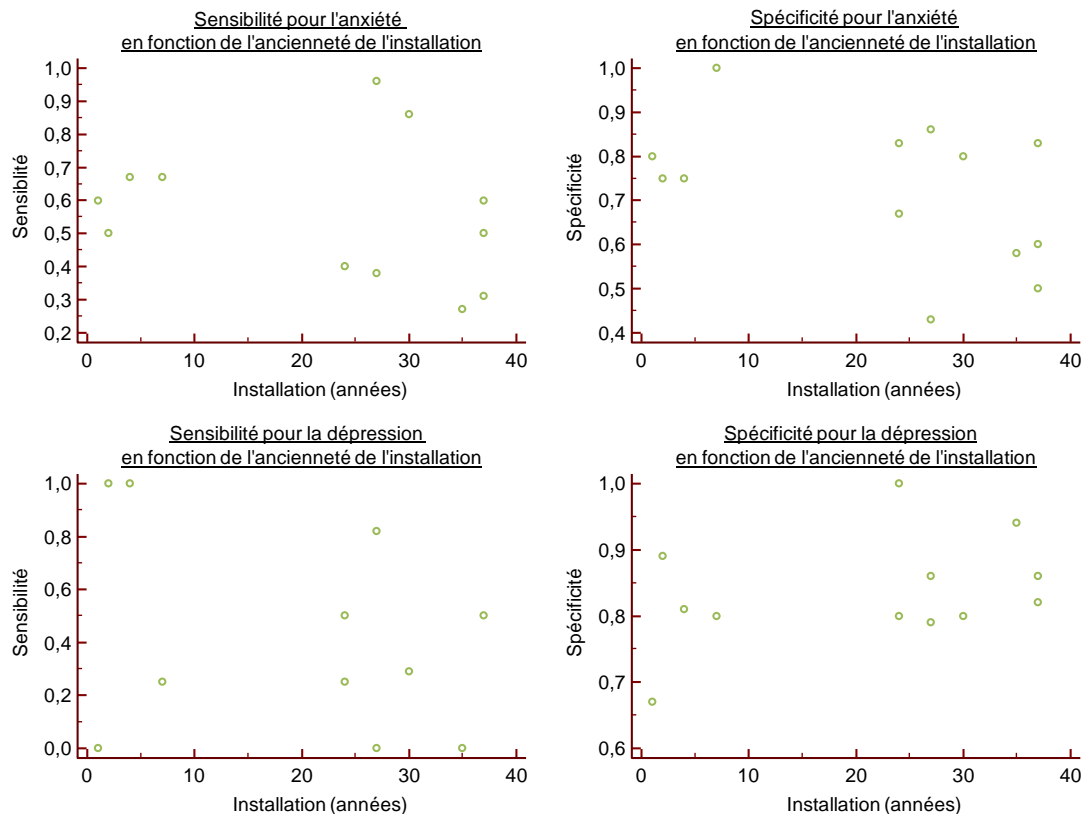 Sensibilité pour l'anxiété
en fonction de l'ancienneté de l'installation
1,0
0,9
0,8
0,7
0,6
0,5
0,4
0,3
0,2
Sensiblité
0
10
20
30
40
Installation (années)
Spécificité pour l'anxiété
en fonction de l'ancienneté de l'installation
1,0
0,9
0,8
0,7
0,6
0,5
0,4
Spécificité
0
10
20
30
40
Installation (années)
Sensibilité pour la dépression
en fonction de l'ancienneté de l'installation
1,0
0,8
0,6
0,4
0,2
0,0
Sensibilité
0
10
20
30
40
Installation (années)
Spécificité pour la dépression
en fonction de l'ancienneté de l'installation
1,0
0,9
0,8
0,7
0,6
Spécificité
0
10
20
30
40
Installation (années)